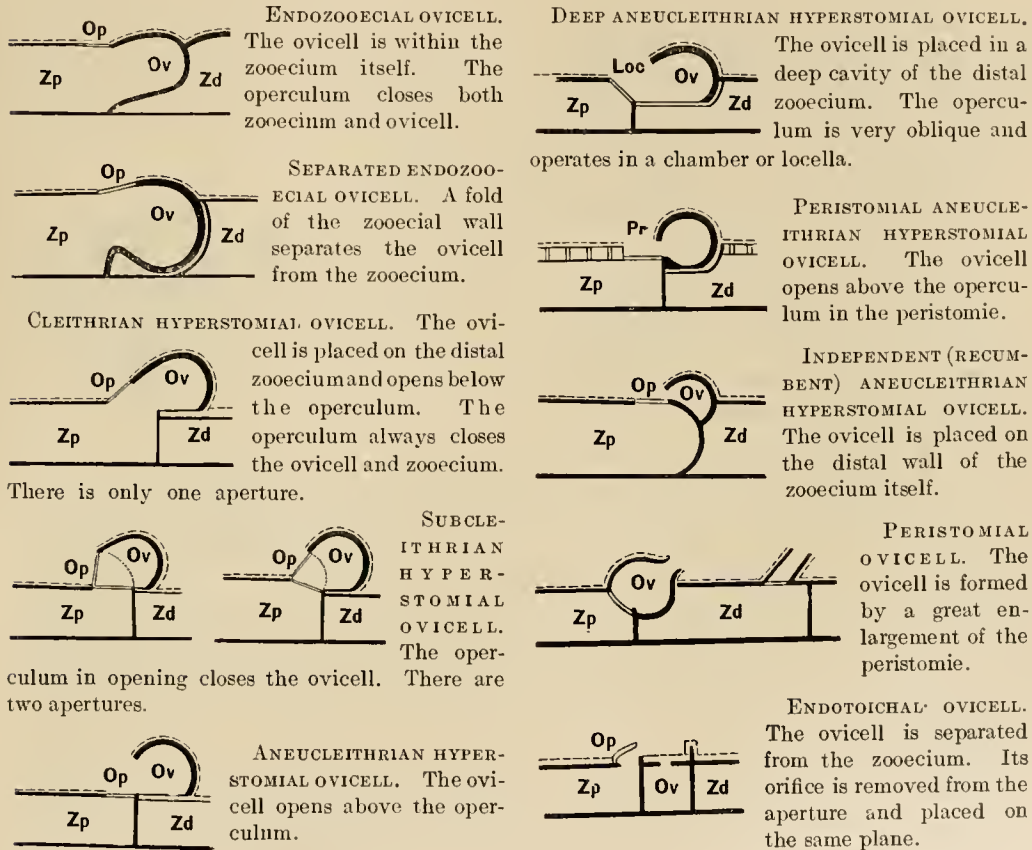 ENDOZOOECIAL OVICELL.
The ovicell is within the
zooecium itself. The
operculum closes both
zooecinm and ovicell.
Op
Ov
Zp
Zd
SEPARATED ENDOZOO-
ECIAL OVICELL. A fold
of the zooecial wall
separates the ovicell
from the zooecium.
Op
Ov
Zp
Zd
CLEITHRIAN HYPERSTOMIAL OVICELL. The ovi-
cell is placed on the distal
zooecium and opens below
the operculum. The
operculum always closes
the ovicell and zooecium.
There is only one aperture.
Op
Ov
Zp
Zd
SUBCLE-
ITHRIAN
HYPER-
STOMIAL
OVICELL.
The oper-
culum in opening closes the ovicell. There are
two apertures.
Op
Ov
Zp
Zd
Op
Ov
Zp
Zd
ANEUCLEITHRIAN HYPER-
STOMIAL OVICELL. The ovi-
cell opens above the oper-
culum.
Op
Ov
Zp
Zd
DEEP ANEUCLEITHRIAN HYPERSTOMIAL OVICELL.
The ovicell is placed in a
deep cavity of the distal
zooecium. The opercu-
lum is very oblique and
operates in a chamber or locella.
Loc
Ov
Zp
Zd
PERISTOMIAL ANEUCLE-
ITHRIAN HYPERSTOMIAL
OVICELL. The ovicell
opens above the opercu-
lum in the peristomie.
Pr
Zp
Zd
INDEPENDENT (RECUM-
BENT) ANEUCLEITHRIAN
HYPERSTOMIAL OVICELL.
The ovicell is placed on
the distal wall of the
zooecium itself.
Op
Ov
Zp
Zd
PERISTOMIAL
OVICELL. The
ovicell is formed
by a great en-
largement of the
peristomie.
Ov
Zp
Zd
ENDOTOICHAL OVICELL.
The ovicell is separated
from the zooecium. Its
orifice is removed from the
aperture and placed on
the same plane.
Op
Zp
Ov
Zd